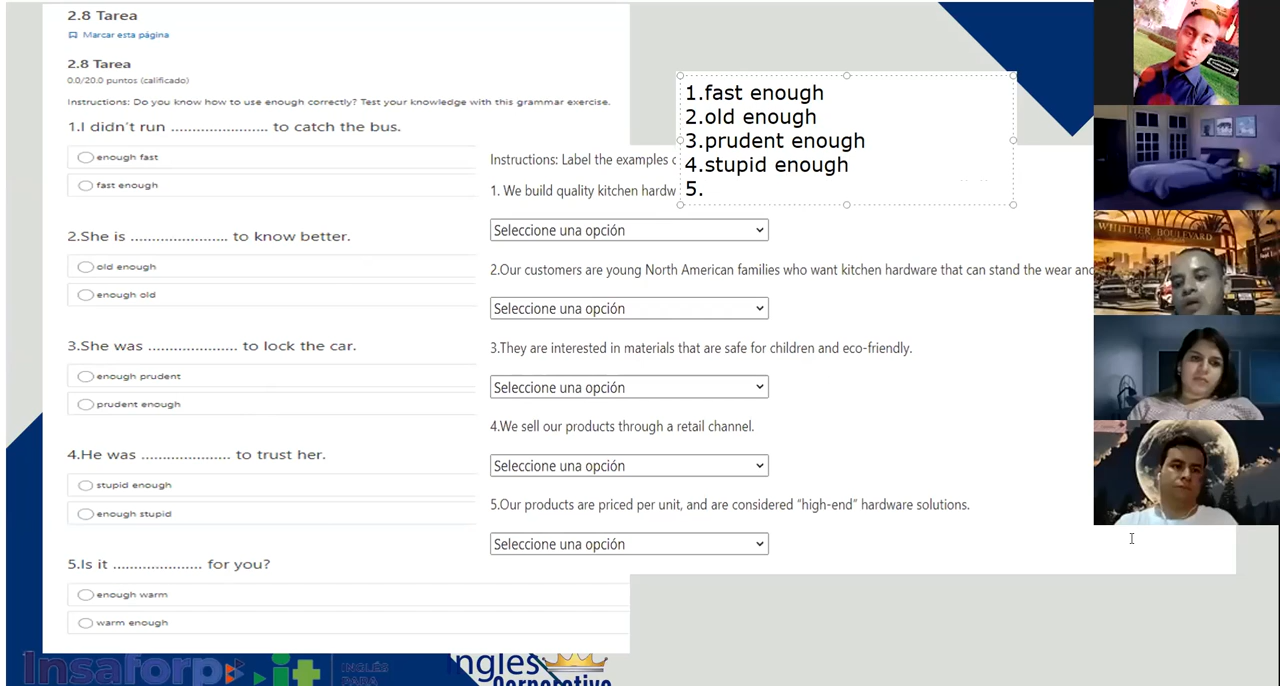 2.8 Tarea
Marcar esta página
2.8 Tarea
0.0/20.0 puntos (calificado)
Instructions: Do you know how to use enough correctly? Test your knowledge with this grammar exercise.
1.I didn't run ........................ to catch the bus.
enough fast
fast enough
2.She is ........................ to know better.
old enough
enough old
3.She was ...................... to lock the car.
enough prudent
prudent enough
4.He was ...................... to trust her.
stupid enough
enough stupid
5.Is it ...................... for you?
enough warm
warm enough
1.fast enough
2.old enough
3.prudent enough
4.stupid enough
5.
Instructions: Label the examples
1. We build quality kitchen hardw
Seleccione una opción
2.Our customers are young North American families who want kitchen hardware that can stand the wear and
Seleccione una opción
3.They are interested in materials that are safe for children and eco-friendly.
Seleccione una opción
4.We sell our products through a retail channel.
Seleccione una opción
5.Our products are priced per unit, and are considered “high-end” hardware solutions.
Seleccione una opción
WHITTIER BOULEVARD
Insaforp
INGLÉS
PARA
Inglés
Corporativo